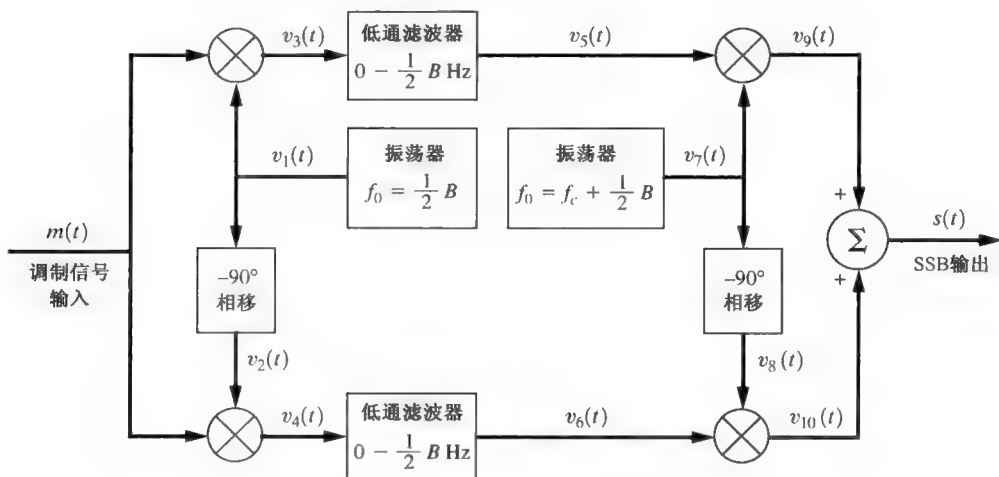 v₃(t)
低通滤波器
0 − 1/2 B Hz
v₅(t)
v₉(t)
v₁(t)
振荡器
f₀ = 1/2 B
振荡器
f₀ = f_c + 1/2 B
v₇(t)
m(t)
调制信号
输入
−90°
相移
−90°
相移
+
Σ
+
s(t)
SSB输出
v₂(t)
v₈(t)
v₄(t)
低通滤波器
0 − 1/2 B Hz
v₆(t)
v₁₀(t)